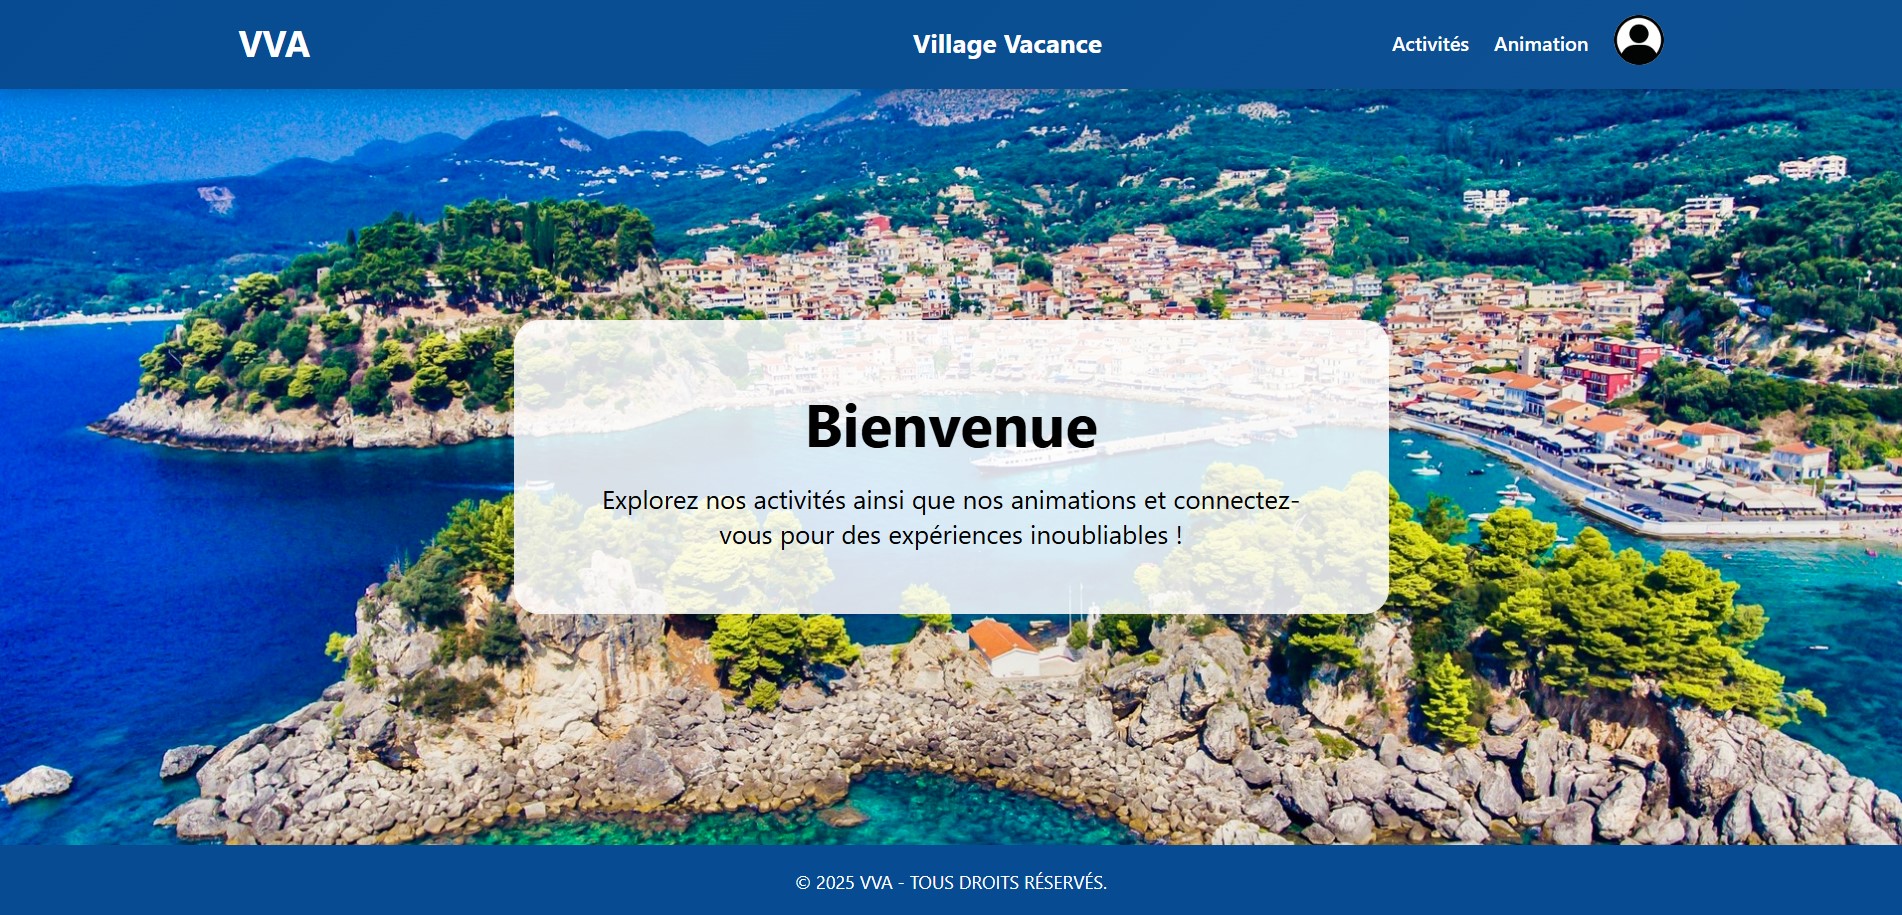 VVA
Village Vacance
Activités
Animation
Bienvenue
Explorez nos activités ainsi que nos animations et connectez-
vous pour des expériences inoubliables !
© 2025 VVA - TOUS DROITS RÉSERVÉS.